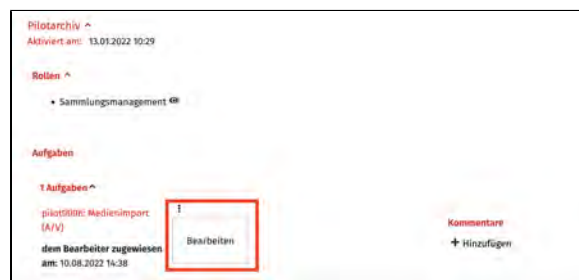 Pilotarchiv ^
Aktiviert am: 13.01.2022 10:29
Rollen ^
• Sammlungsmanagement
Aufgaben
1 Aufgaben ^
Medienimport
(A/V)
dem Bearbeiter zugewiesen
am: 10.08.2022 14:38
Bearbeiten
Kommentare
+ Hinzufügen